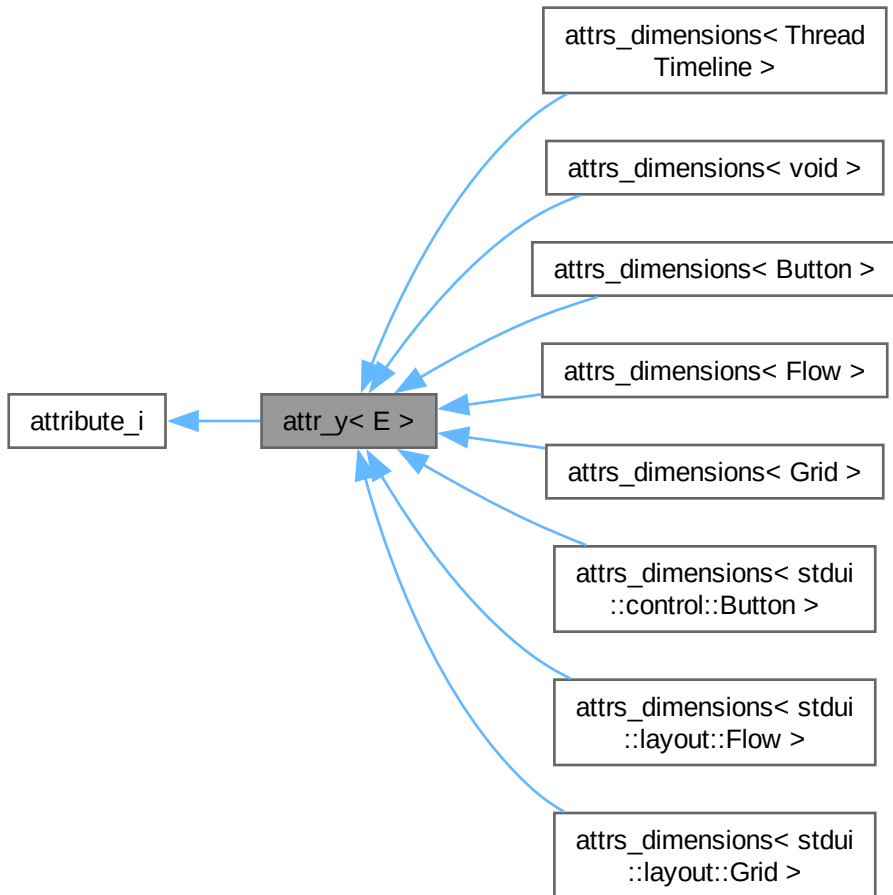 attrs_dimensions< Thread
Timeline >
attrs_dimensions< void >
attrs_dimensions< Button >
attrs_dimensions< Flow >
attribute_i
attr_y< E >
attrs_dimensions< Grid >
attrs_dimensions< stdui
::control::Button >
attrs_dimensions< stdui
::layout::Flow >
attrs_dimensions< stdui
::layout::Grid >